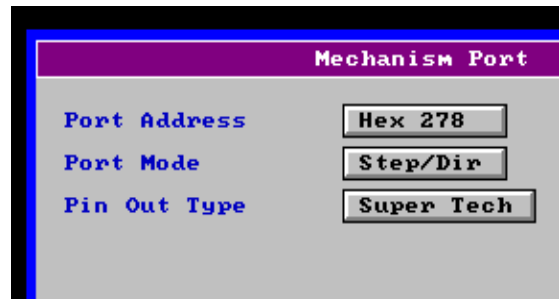 Mechanism Port
Port Address Hex 278
Port Mode Step/Dir
Pin Out Type Super Tech